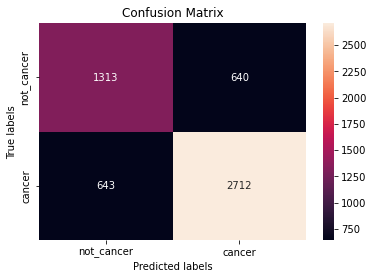 Confusion Matrix
True labels
not_cancer
cancer
1313
640
643
2712
not_cancer
cancer
Predicted labels
2500
2250
2000
1750
1500
1250
1000
750